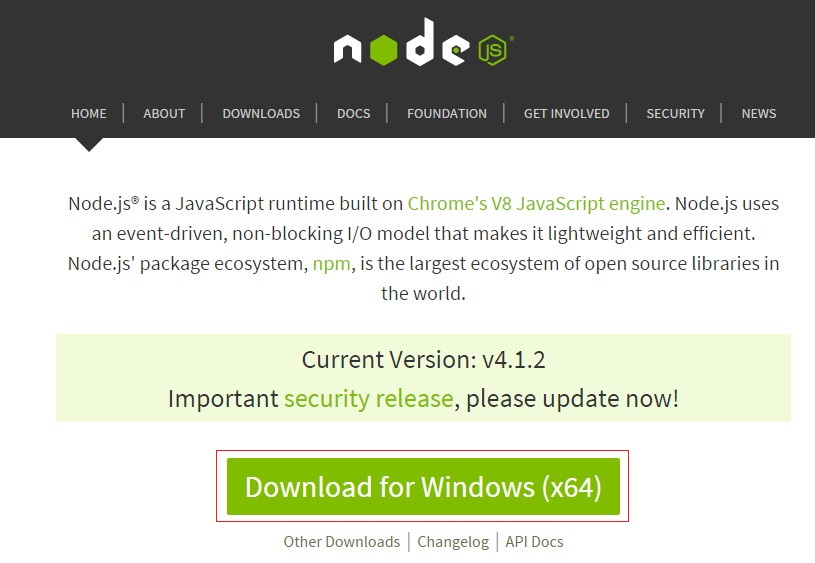 node JS®
HOME | ABOUT | DOWNLOADS | DOCS | FOUNDATION | GET INVOLVED | SECURITY | NEWS
Node.js® is a JavaScript runtime built on Chrome's V8 JavaScript engine. Node.js uses
an event-driven, non-blocking I/O model that makes it lightweight and efficient.
Node.js' package ecosystem, npm, is the largest ecosystem of open source libraries in
the world.
Current Version: v4.1.2
Important security release, please update now!
Download for Windows (x64)
Other Downloads | Changelog | API Docs